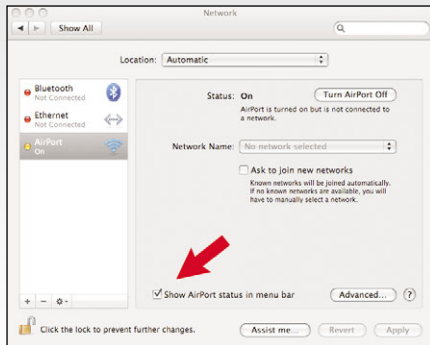 Network
Show All
Location: Automatic
Bluetooth
Not Connected
Ethernet
Not Connected
AirPort
On
Status: On
Turn AirPort Off
AirPort is turned on but is not connected to
a network.
Network Name: No network selected
Ask to join new networks
Known networks will be joined automatically.
If no known networks are available, you will
have to manually select a network.
Show AirPort status in menu bar
Advanced...
?
Click the lock to prevent further changes.
Assist me...
Revert
Apply